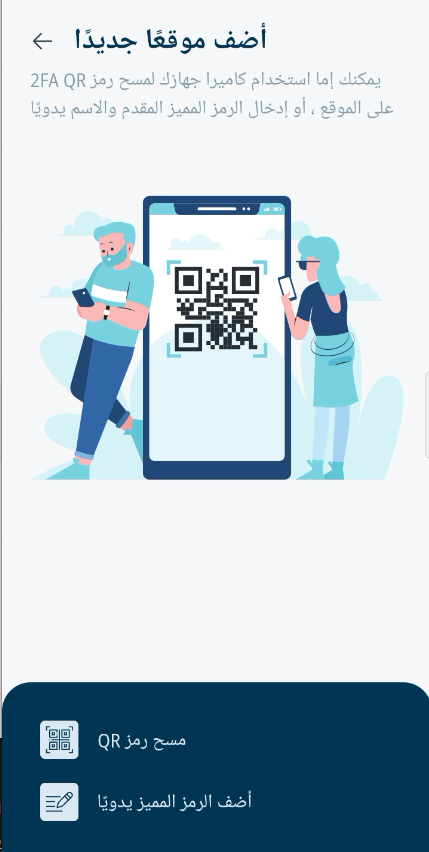 أضف موقعًا جديدًا
يمكنك إما استخدام كاميرا جهازك لمسح رمز 2FA QR
على الموقع ، أو إدخال الرمز المميز المقدم والاسم يدويًا
مسح رمز QR
أضف الرمز المميز يدويًا